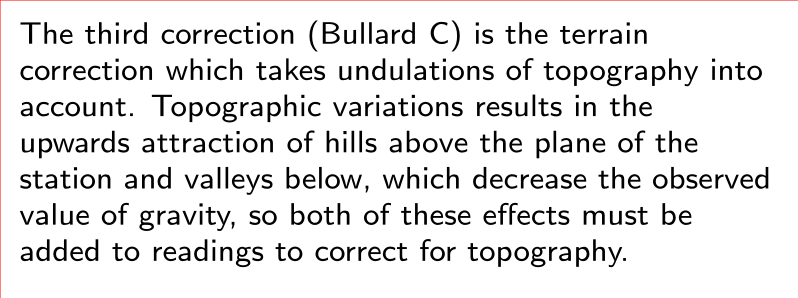 The third correction (Bullard C) is the terrain
correction which takes undulations of topography into
account. Topographic variations results in the
upwards attraction of hills above the plane of the
station and valleys below, which decrease the observed
value of gravity, so both of these effects must be
added to readings to correct for topography.